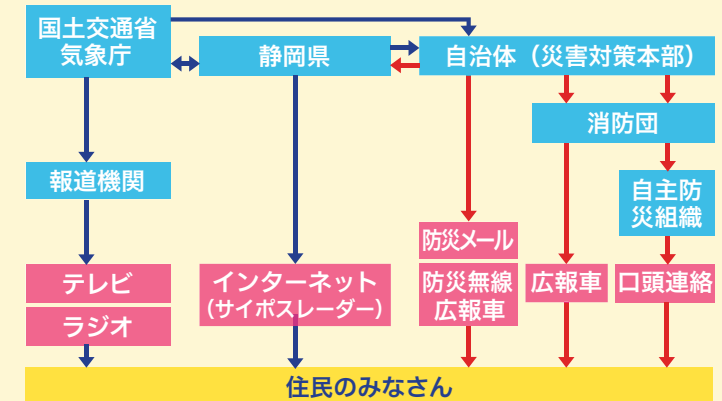 国土交通省
気象庁
静岡県
自治体（災害対策本部）
消防団
報道機関
自主防
災組織
防災メール
テレビ
ラジオ
インターネット
（サイポスレーダー）
防災無線
広報車
広報車
口頭連絡
住民のみなさん